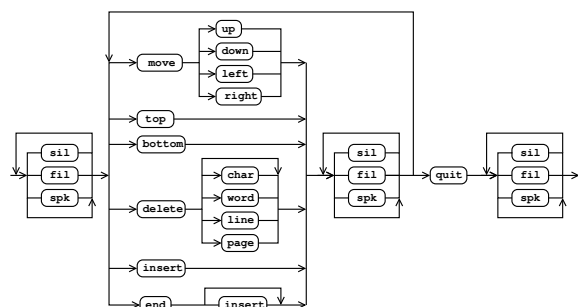 up
down
move
left
right
top
sil
sil
sil
bottom
fil
char
fil
quit
fil
spk
word
spk
spk
delete
line
page
insert
end
insert